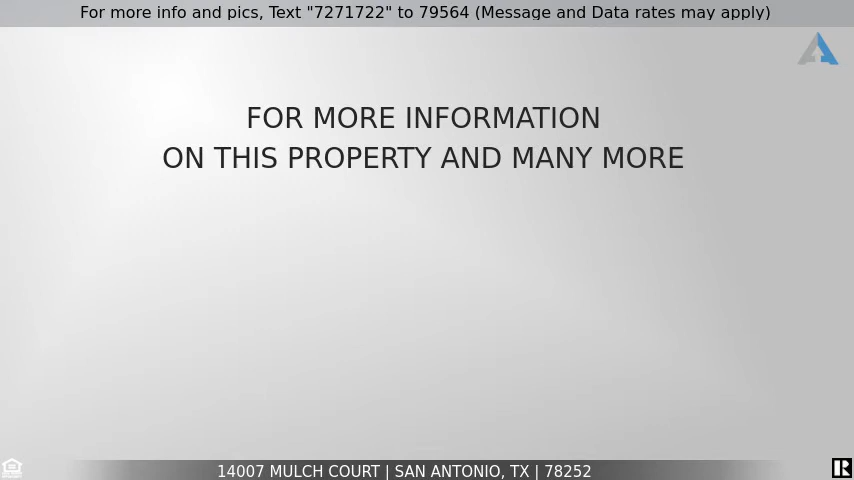 For more info and pics, Text "7271722" to 79564 (Message and Data rates may apply)
FOR MORE INFORMATION
ON THIS PROPERTY AND MANY MORE
14007 MULCH COURT | SAN ANTONIO, TX | 78252